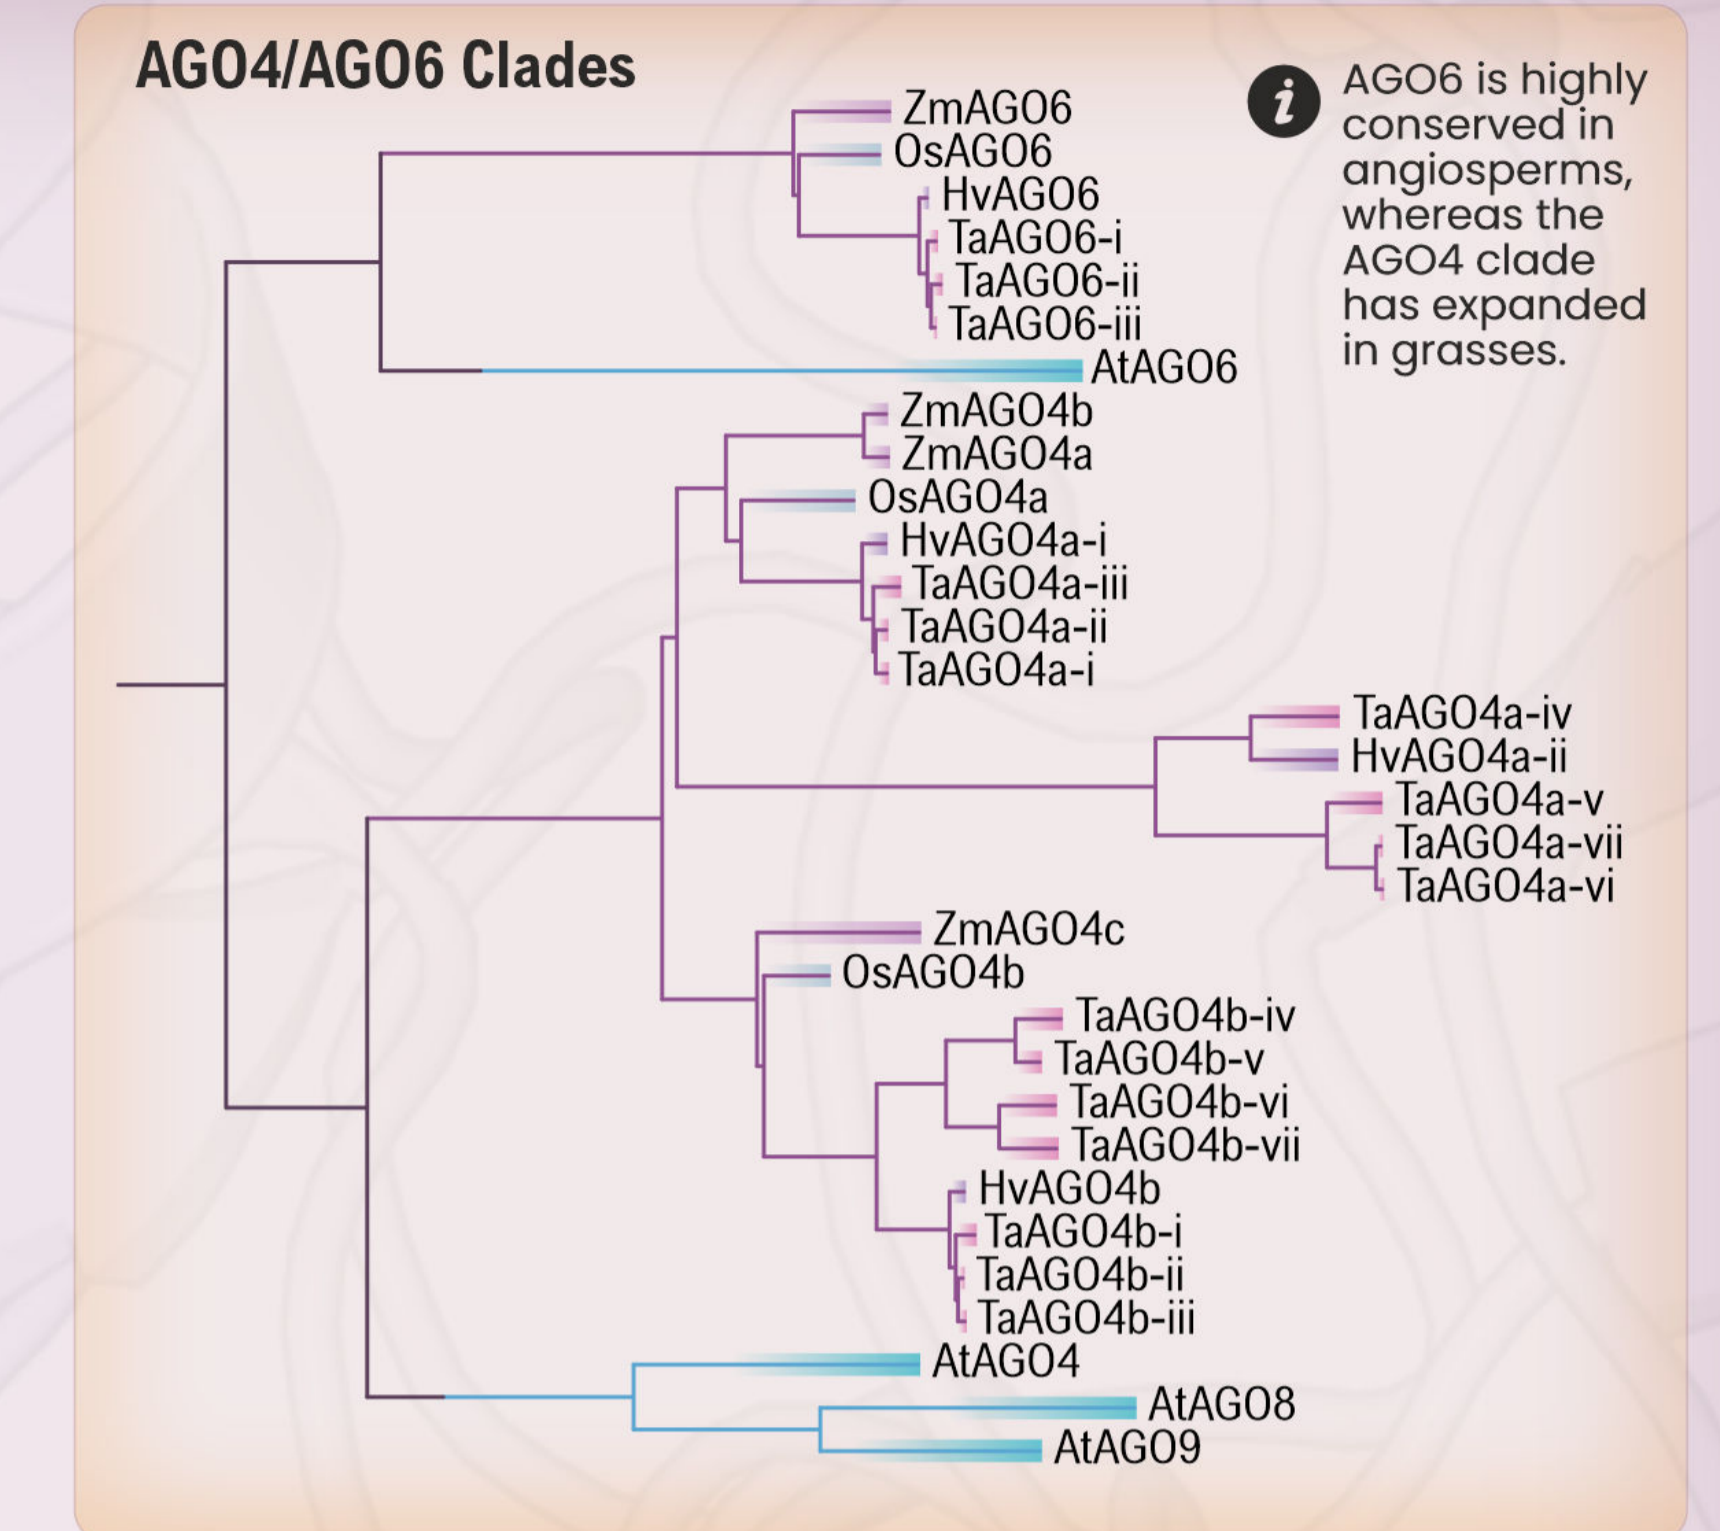 AGO4/AGO6 Clades
i
AGO6 is highly
conserved in
angiosperms,
whereas the
AGO4 clade
has expanded
in grasses.
ZmAGO6
OsAGO6
HvAGO6
TaAGO6-i
TaAGO6-ii
TaAGO6-iii
AtAGO6
ZmAGO4b
ZmAGO4a
OsAGO4a
HvAGO4a-i
TaAGO4a-iii
TaAGO4a-ii
TaAGO4a-i
TaAGO4a-iv
HvAGO4a-ii
TaAGO4a-v
TaAGO4a-vii
TaAGO4a-vi
ZmAGO4c
OsAGO4b
TaAGO4b-iv
TaAGO4b-v
TaAGO4b-vi
TaAGO4b-vii
HvAGO4b
TaAGO4b-i
TaAGO4b-ii
TaAGO4b-iii
AtAGO4
AtAGO8
AtAGO9